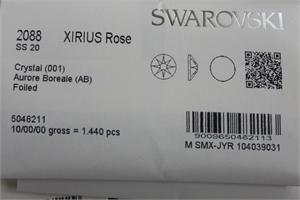 SWAROVSKI
2088 XIRIUS Rose
SS 20
Crystal (001)
Aurore Boreale (AB)
Foiled
5048211
10/00/00 gross = 1.440 pcs
9009650482113
M SMX-JYR 104039031